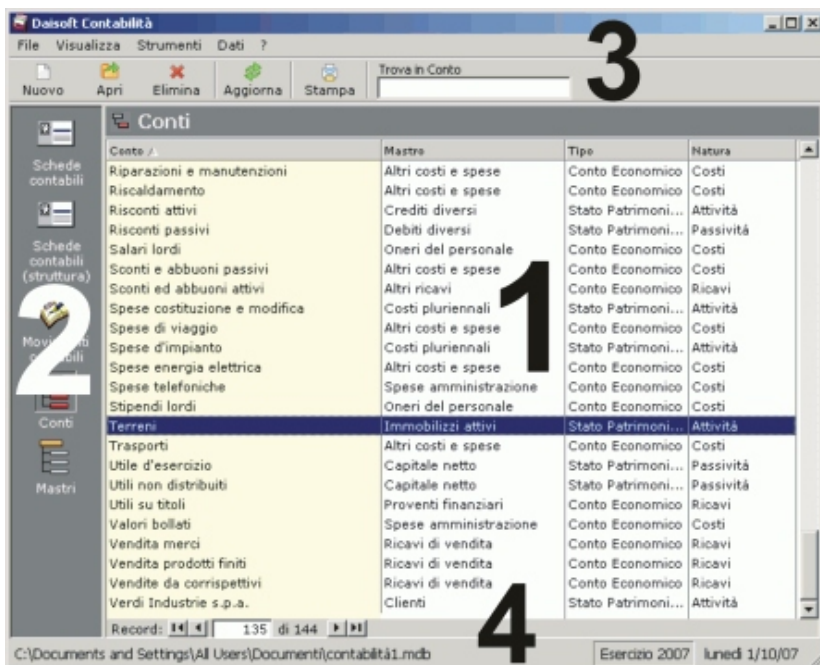 Daisoft Contabilità
File Visualizza Strumenti Dati ?
Nuovo Apri Elimina Aggiorna Stampa Trova in Conto
3
Conti
Schede contabili
Schede contabili (struttura)
2
Conti
Mastri
Conto Mastro Tipo Natura
Riparazioni e manutenzioni Altri costi e spese Conto Economico Costi
Riscaldamento Altri costi e spese Conto Economico Costi
Risconti attivi Crediti diversi Stato Patrimoni... Attività
Risconti passivi Debiti diversi Stato Patrimoni... Passività
Salari lordi Oneri del personale Conto Economico Costi
Sconti e abbuoni passivi Altri costi e spese Conto Economico Costi
Sconti ed abbuoni attivi Altri ricavi Conto Economico Ricavi
Spese costituzione e modifica Costi pluriennali Stato Patrimoni... Attività
Spese di viaggio Altri costi e spese Conto Economico Costi
Spese d'impianto Costi pluriennali Stato Patrimoni... Attività
Spese energia elettrica Altri costi e spese Conto Economico Costi
Spese telefoniche Spese amministrazione Conto Economico Costi
Stipendi lordi Oneri del personale Conto Economico Costi
Terreni Immobilizzi attivi Stato Patrimoni... Attività
Trasporti Altri costi e spese Conto Economico Costi
Utile d'esercizio Capitale netto Stato Patrimoni... Passività
Utili non distribuiti Capitale netto Stato Patrimoni... Passività
Utili su titoli Proventi finanziari Conto Economico Ricavi
Valori bollati Spese amministrazione Conto Economico Costi
Vendita merci Ricavi di vendita Conto Economico Ricavi
Vendita prodotti finiti Ricavi di vendita Conto Economico Ricavi
Vendite da corrispettivi Ricavi di vendita Conto Economico Ricavi
Verdi Industrie s.p.a. Clienti Stato Patrimoni... Attività
1
Record: 135 di 144
4
C:\Documents and Settings\All Users\Documenti\contabilità1.mdb Esercizio 2007 lunedì 1/10/07